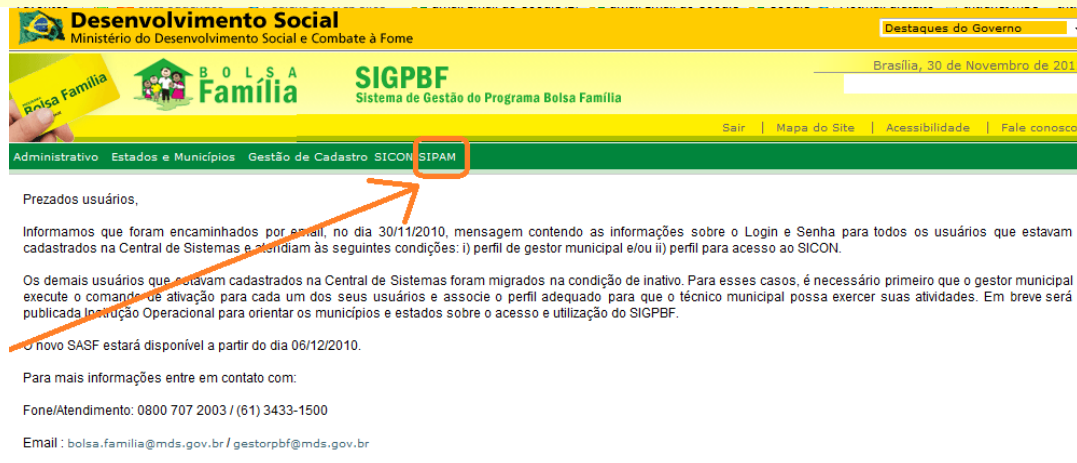 Desenvolvimento Social
Ministério do Desenvolvimento Social e Combate à Fome
Destaques do Governo
Brasília, 30 de Novembro de 201
Bolsa Família
BOLSA
Família
SIGPBF
Sistema de Gestão do Programa Bolsa Família
Sair | Mapa do Site | Acessibilidade | Fale conosco
Administrativo Estados e Municípios Gestão de Cadastro SICON SIPAM
Prezados usuários,
Informamos que foram encaminhados por email, no dia 30/11/2010, mensagem contendo as informações sobre o Login e Senha para todos os usuários que estavam
cadastrados na Central de Sistemas e atendiam às seguintes condições: i) perfil de gestor municipal e/ou ii) perfil para acesso ao SICON.
Os demais usuários que estavam cadastrados na Central de Sistemas foram migrados na condição de inativo. Para esses casos, é necessário primeiro que o gestor municipal
execute o comando de ativação para cada um dos seus usuários e associe o perfil adequado para que o técnico municipal possa exercer suas atividades. Em breve será
publicada Instrução Operacional para orientar os municípios e estados sobre o acesso e utilização do SIGPBF.
O novo SASF estará disponível a partir do dia 06/12/2010.
Para mais informações entre em contato com:
Fone/Atendimento: 0800 707 2003 / (61) 3433-1500
Email : bolsa.familia@mds.gov.br / gestorpbf@mds.gov.br